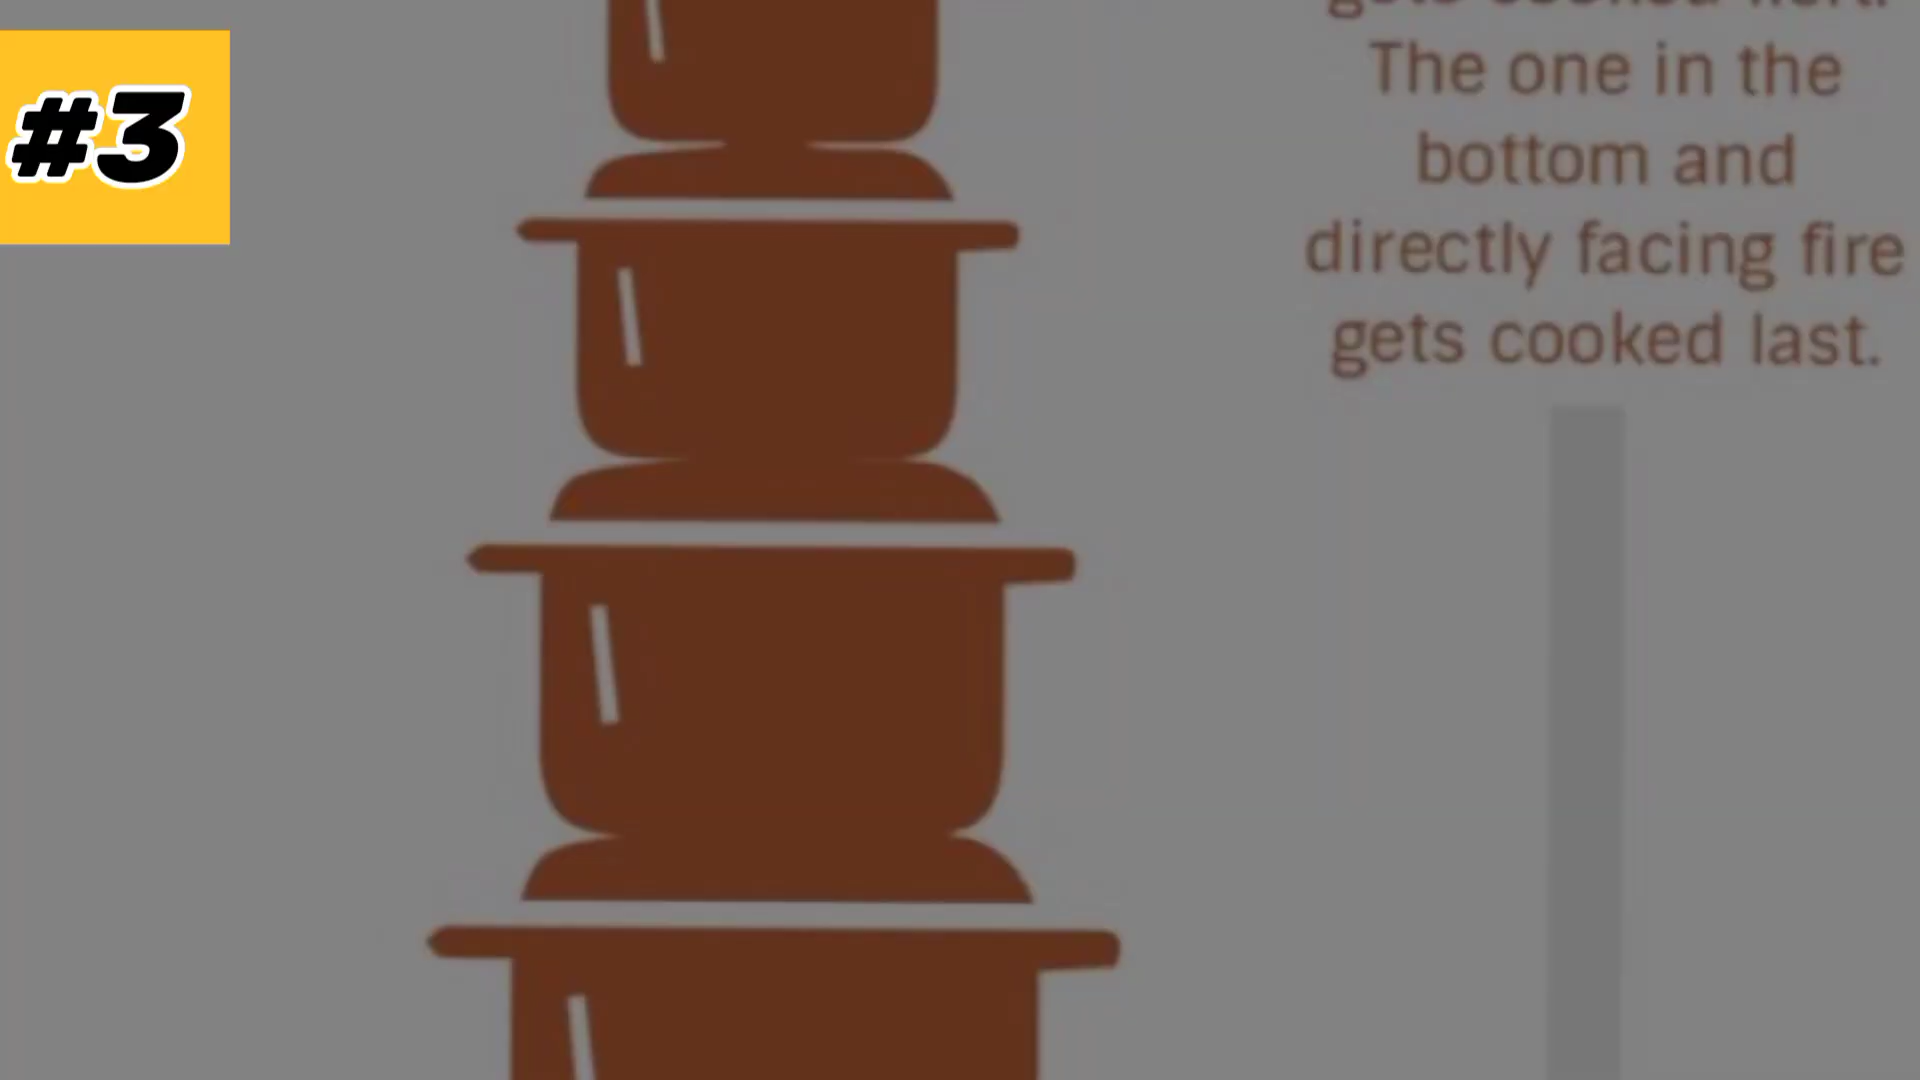 #3
The one in the
bottom and
directly facing fire
gets cooked last.